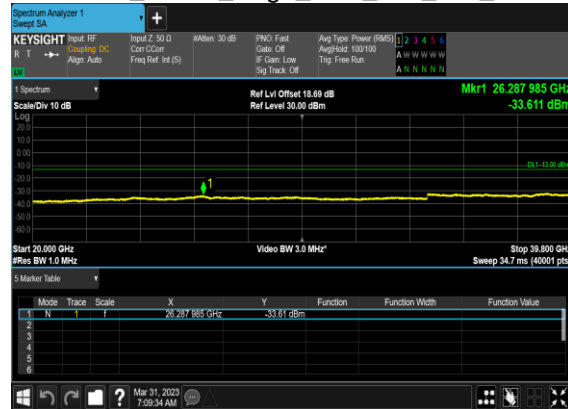 Spectrum Analyzer 1
Swept SA
+
KEYSIGHT Input: RF Input Z: 50 Ω #Atten: 30 dB PNO: Fast Avg Type: Power (RMS) 1 2 3 4 5 6
R T Coupling: DC Corr CCorr Gate: Off Avg|Hold: 100/100 A W W W W W
Align: Auto Freq Ref: Int (S) IF Gain: Low Trig: Free Run A N N N N N
LW Sig Track: Off
1 Spectrum Ref Lvl Offset 18.69 dB Mkr1 26.287 985 GHz
Scale/Div 10 dB Ref Level 30.00 dBm -33.611 dBm
Log
20.0
10.0
0.00
-10.0 DL1 -13.00 dBm
-20.0
-30.0 1
-40.0
-50.0
-60.0
Start 20.000 GHz Video BW 3.0 MHz* Stop 39.800 GHz
#Res BW 1.0 MHz Sweep 34.7 ms (40001 pts)
5 Marker Table
Mode Trace Scale X Y Function Function Width Function Value
1 N 1 f 26.287 985 GHz -33.61 dBm
2
3
4
5
6
? Mar 31, 2023
7:09:34 AM